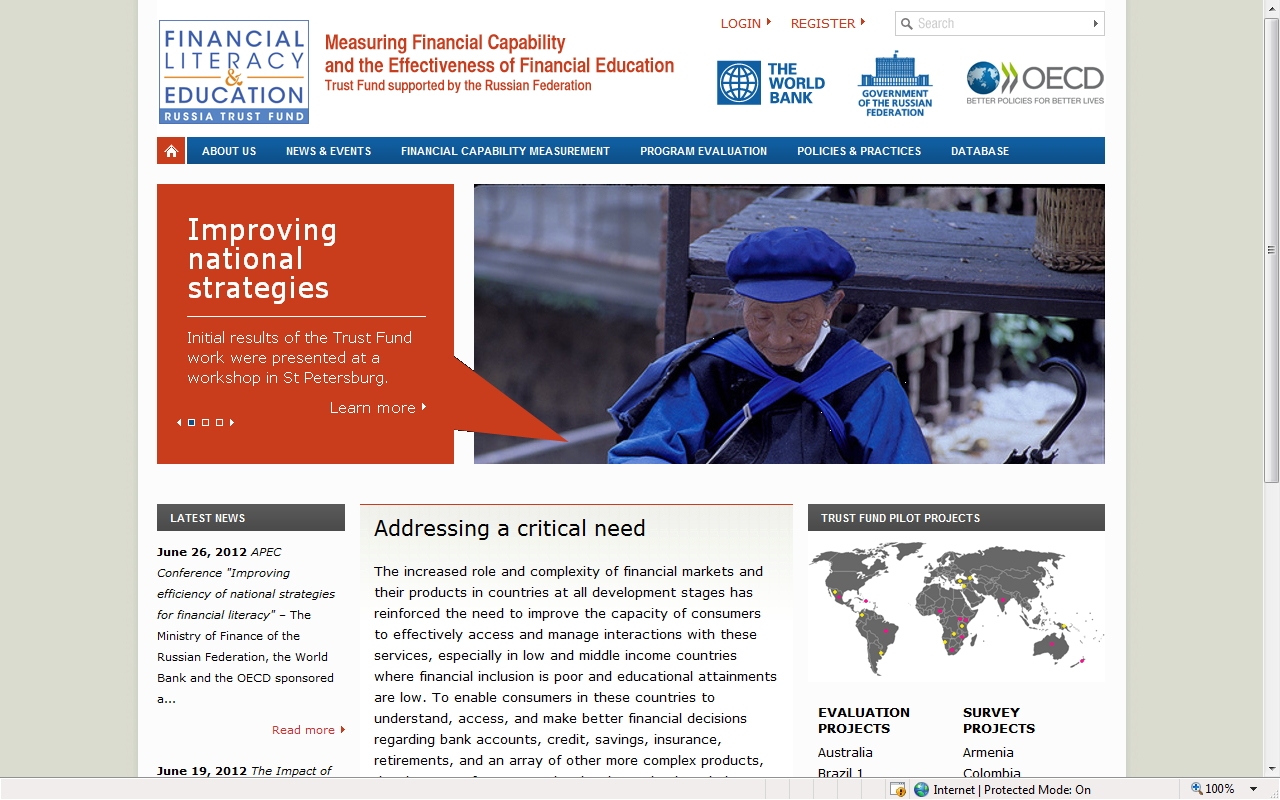 LOGIN REGISTER Search
FINANCIAL
LITERACY
&
EDUCATION
RUSSIA TRUST FUND
Measuring Financial Capability
and the Effectiveness of Financial Education
Trust Fund supported by the Russian Federation
THE
WORLD
BANK
GOVERNMENT
OF THE RUSSIAN
FEDERATION
OECD
BETTER POLICIES FOR BETTER LIVES
ABOUT US NEWS & EVENTS FINANCIAL CAPABILITY MEASUREMENT PROGRAM EVALUATION POLICIES & PRACTICES DATABASE
Improving
national
strategies
Initial results of the Trust Fund
work were presented at a
workshop in St Petersburg.
Learn more
LATEST NEWS
June 26, 2012 APEC
Conference "Improving
efficiency of national strategies
for financial literacy" – The
Ministry of Finance of the
Russian Federation, the World
Bank and the OECD sponsored
a...
Read more
June 19, 2012 The Impact of
Addressing a critical need
The increased role and complexity of financial markets and
their products in countries at all development stages has
reinforced the need to improve the capacity of consumers
to effectively access and manage interactions with these
services, especially in low and middle income countries
where financial inclusion is poor and educational attainments
are low. To enable consumers in these countries to
understand, access, and make better financial decisions
regarding bank accounts, credit, savings, insurance,
retirements, and an array of other more complex products,
TRUST FUND PILOT PROJECTS
EVALUATION
PROJECTS
Australia
Brazil 1
SURVEY
PROJECTS
Armenia
Colombia
Internet | Protected Mode: On
100%